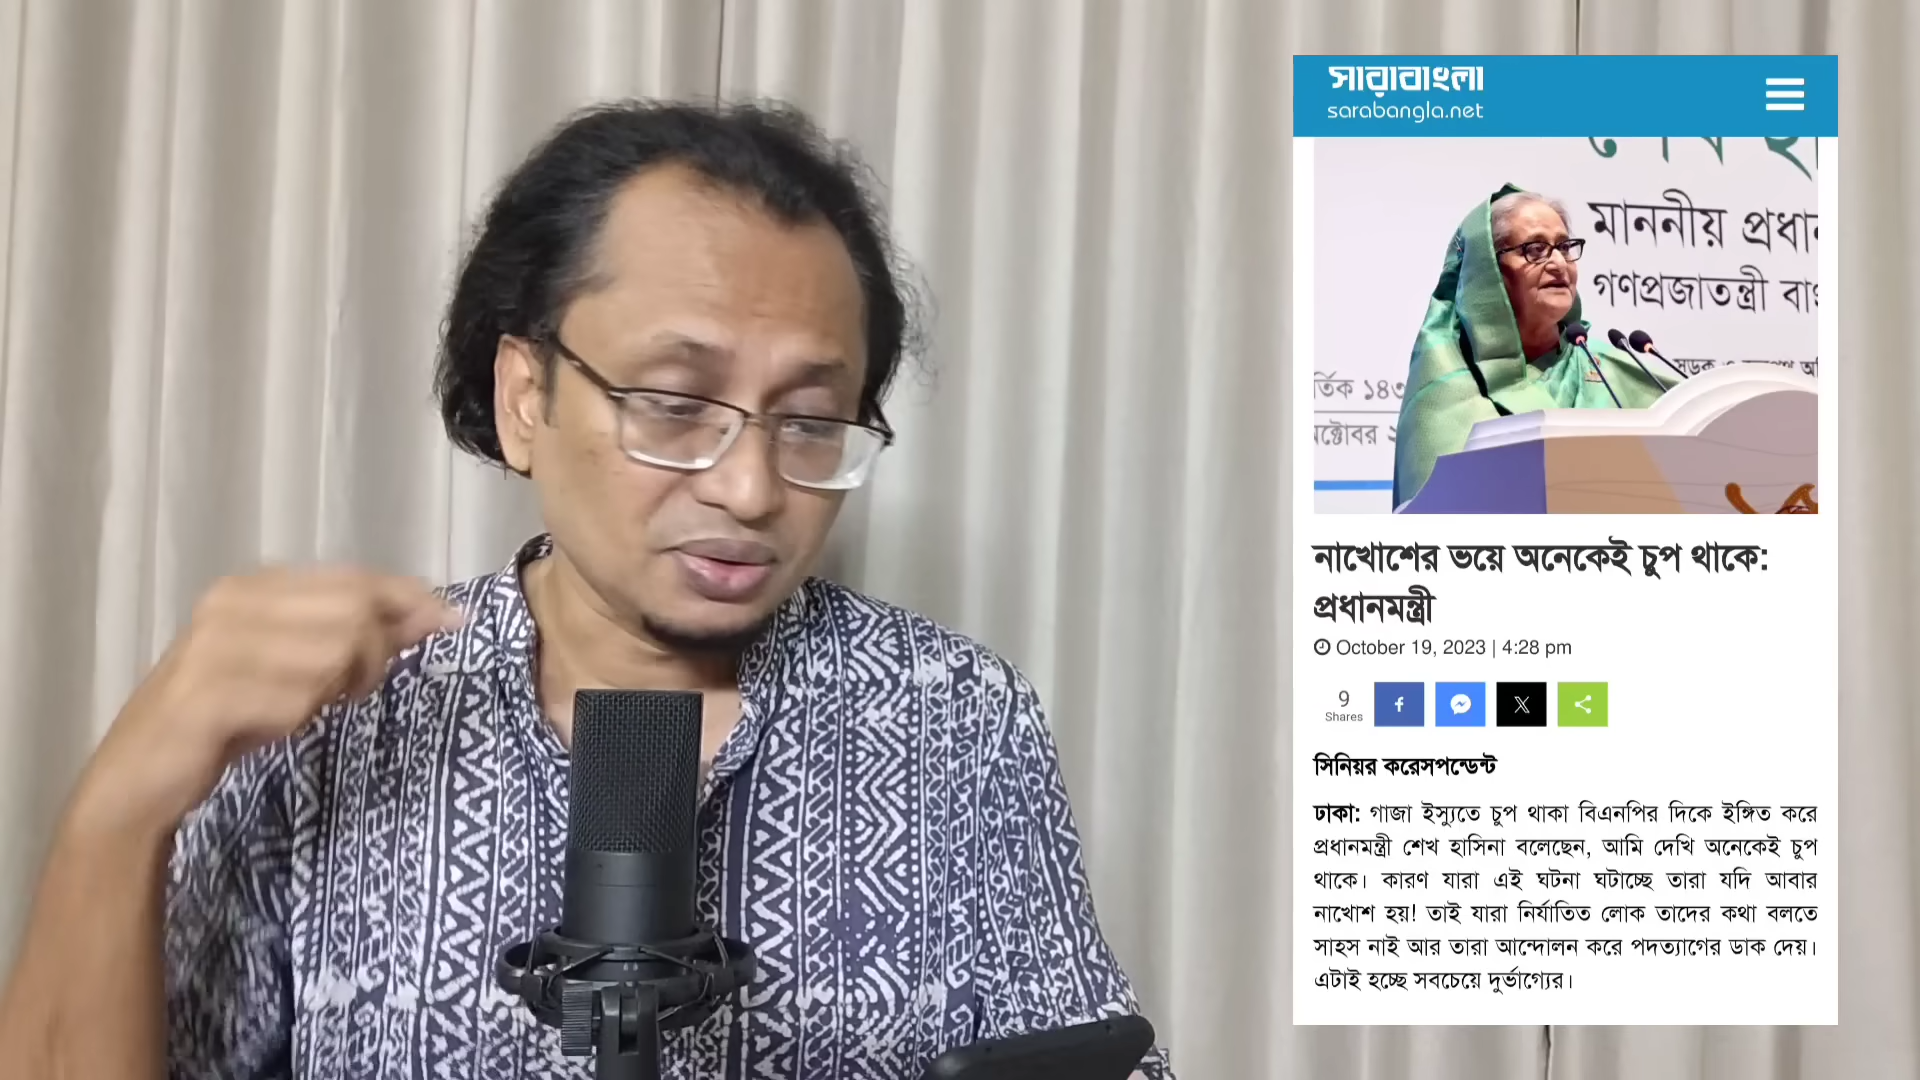 সারাবাংলা
sarabangla.net
মাননীয়
গণপ্রজাতন্ত্রী
নাখোশের ভয়ে অনেকেই চুপ থাকে:
প্রধানমন্ত্রী
October 19, 2023 | 4:28 pm
9
Shares
সিনিয়র করেসপন্ডেন্ট
ঢাকা: গাজা ইস্যুতে চুপ থাকা বিএনপির দিকে ইঙ্গিত করে
প্রধানমন্ত্রী শেখ হাসিনা বলেছেন, আমি দেখি অনেকেই চুপ
থাকে। কারণ যারা এই ঘটনা ঘটাচ্ছে তারা যদি আবার
নাখোশ হয়! তাই যারা নির্যাতিত লোক তাদের কথা বলতে
সাহস নাই আর তারা আন্দোলন করে পদত্যাগের ডাক দেয়।
এটাই হচ্ছে সবচেয়ে দুর্ভাগ্যের।